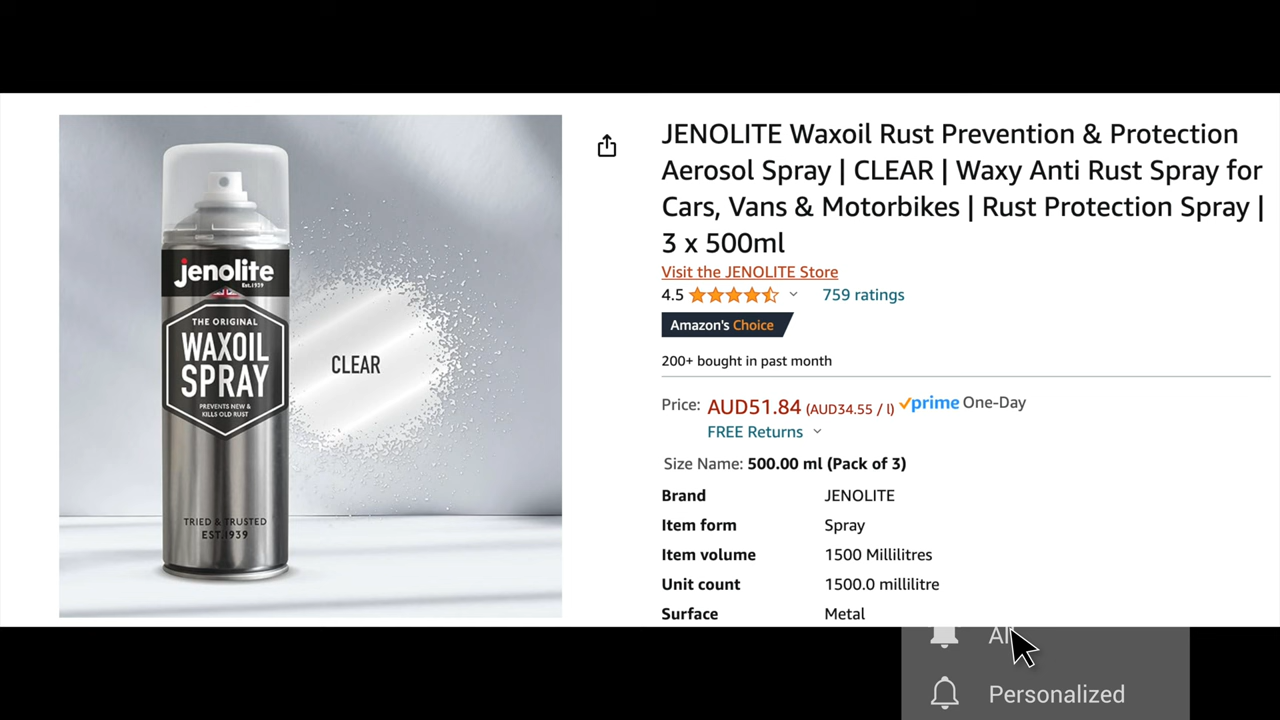 jenolite
Est.1939
THE ORIGINAL
WAXOIL
SPRAY
PREVENTS NEW &
KILLS OLD RUST
TRIED & TRUSTED
EST.1939
CLEAR
JENOLITE Waxoil Rust Prevention & Protection
Aerosol Spray | CLEAR | Waxy Anti Rust Spray for
Cars, Vans & Motorbikes | Rust Protection Spray |
3 x 500ml
Visit the JENOLITE Store
4.5 759 ratings
Amazon's Choice
200+ bought in past month
Price: AUD51.84 (AUD34.55 / l) prime One-Day
FREE Returns
Size Name: 500.00 ml (Pack of 3)
Brand JENOLITE
Item form Spray
Item volume 1500 Millilitres
Unit count 1500.0 millilitre
Surface Metal
Personalized